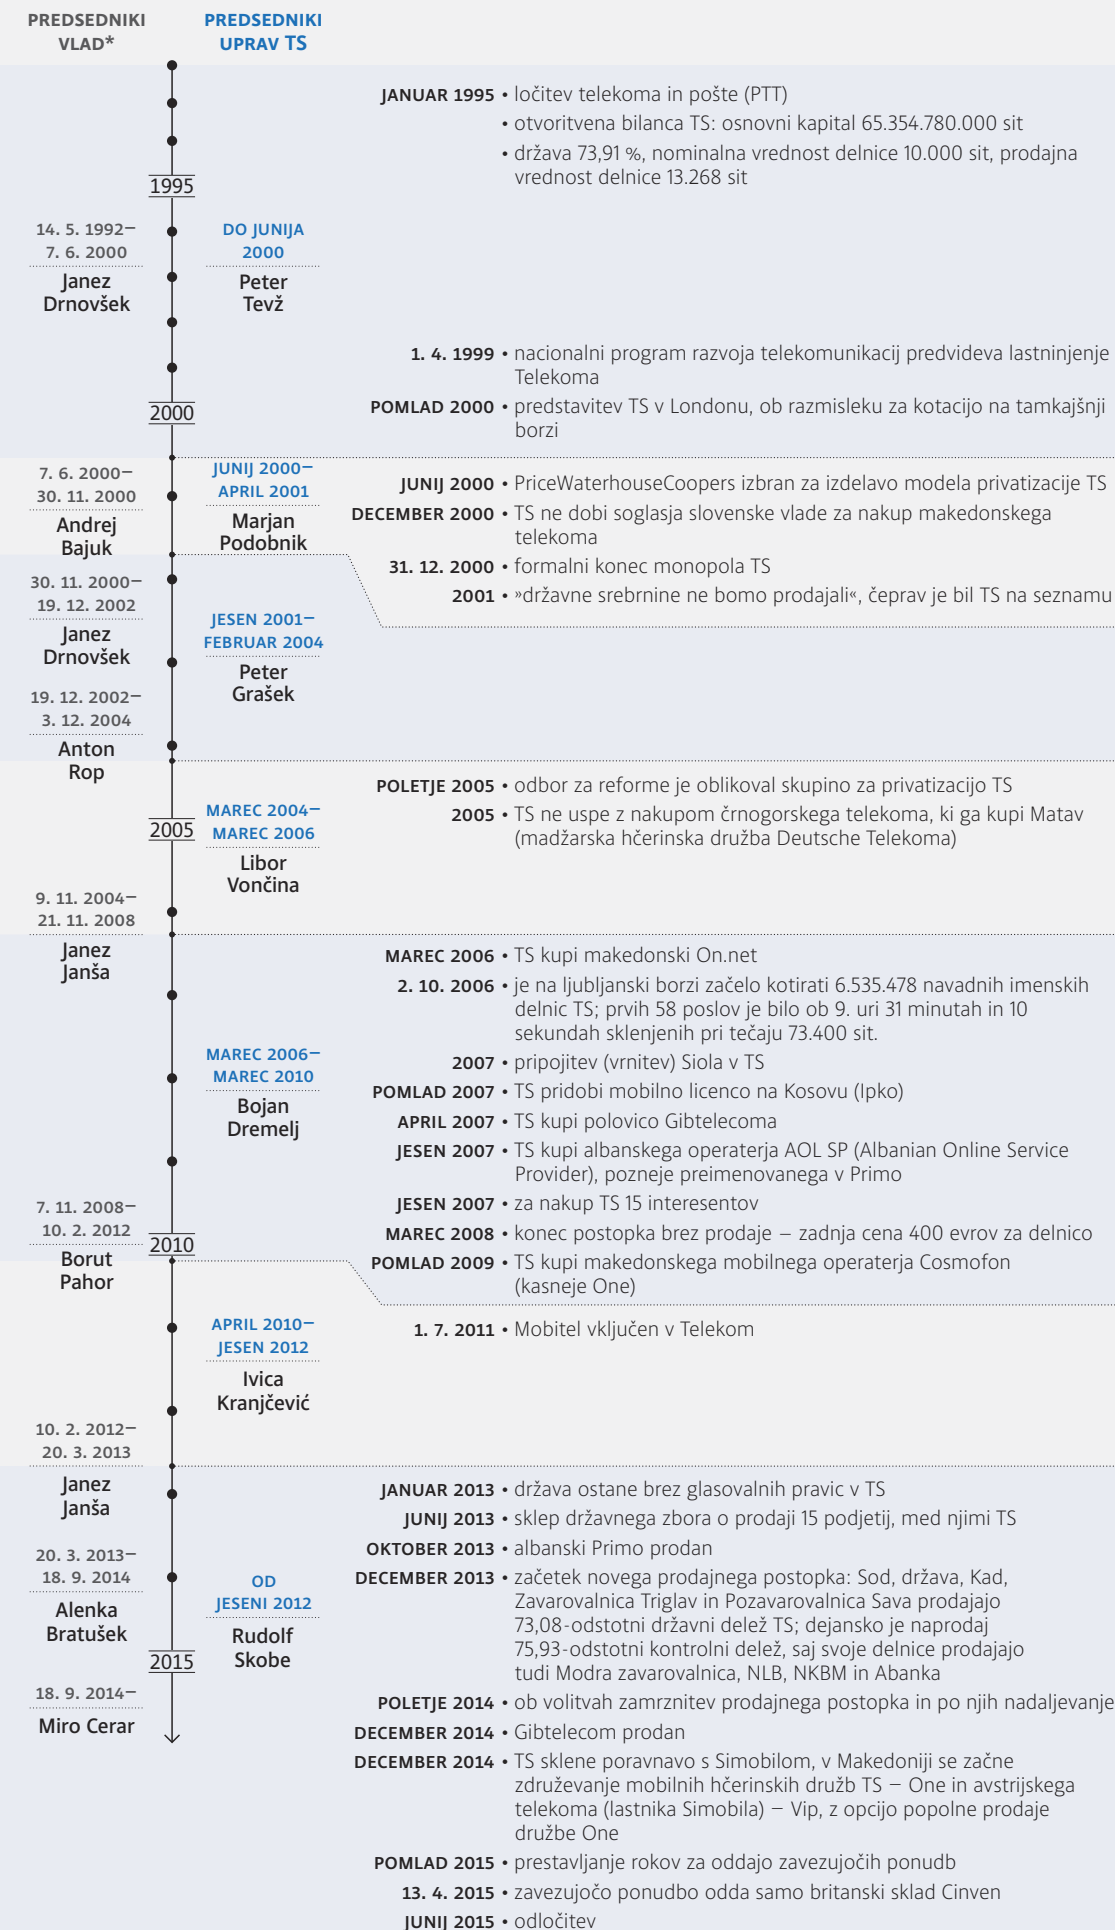 PREDSEDNIKI
VLAD*
PREDSEDNIKI
UPRAV TS
JANUAR 1995 • ločitev telekoma in pošte (PTT)
• otvoritvena bilanca TS: osnovni kapital 65.354.780.000 sit
• država 73,91 %, nominalna vrednost delnice 10.000 sit, prodajna
vrednost delnice 13.268 sit
1995
14. 5. 1992–
7. 6. 2000
Janez
Drnovšek
DO JUNIJA
2000
Peter
Tevž
1. 4. 1999 • nacionalni program razvoja telekomunikacij predvideva lastninjenje
Telekoma
POMLAD 2000 • predstavitev TS v Londonu, ob razmisleku za kotacijo na tamkajšnji
borzi
2000
7. 6. 2000–
30. 11. 2000
Andrej
Bajuk
JUNIJ 2000–
APRIL 2001
Marjan
Podobnik
JUNIJ 2000 • PriceWaterhouseCoopers izbran za izdelavo modela privatizacije TS
DECEMBER 2000 • TS ne dobi soglasja slovenske vlade za nakup makedonskega
telekoma
31. 12. 2000 • formalni konec monopola TS
2001 • »državne srebrnine ne bomo prodajali«, čeprav je bil TS na seznamu
30. 11. 2000–
19. 12. 2002
Janez
Drnovšek
JESEN 2001–
FEBRUAR 2004
Peter
Grašek
19. 12. 2002–
3. 12. 2004
Anton
Rop
POLETJE 2005 • odbor za reforme je oblikoval skupino za privatizacijo TS
2005 • TS ne uspe z nakupom črnogorskega telekoma, ki ga kupi Matav
(madžarska hčerinska družba Deutsche Telekoma)
2005
MAREC 2004–
MAREC 2006
Libor
Vončina
9. 11. 2004–
21. 11. 2008
Janez
Janša
MAREC 2006 • TS kupi makedonski On.net
2. 10. 2006 • je na ljubljanski borzi začelo kotirati 6.535.478 navadnih imenskih
delnic TS; prvih 58 poslov je bilo ob 9. uri 31 minutah in 10
sekundah sklenjenih pri tečaju 73.400 sit.
2007 • pripojitev (vrnitev) Siola v TS
POMLAD 2007 • TS pridobi mobilno licenco na Kosovu (Ipko)
APRIL 2007 • TS kupi polovico Gibtelecoma
JESEN 2007 • TS kupi albanskega operaterja AOL SP (Albanian Online Service
Provider), pozneje preimenovanega v Primo
JESEN 2007 • za nakup TS 15 interesentov
MAREC 2008 • konec postopka brez prodaje – zadnja cena 400 evrov za delnico
POMLAD 2009 • TS kupi makedonskega mobilnega operaterja Cosmofon
(kasneje One)
MAREC 2006–
MAREC 2010
Bojan
Dremelj
7. 11. 2008–
10. 2. 2012
Borut
Pahor
2010
APRIL 2010–
JESEN 2012
Ivica
Kranjčević
1. 7. 2011 • Mobitel vključen v Telekom
10. 2. 2012–
20. 3. 2013
Janez
Janša
JANUAR 2013 • država ostane brez glasovalnih pravic v TS
JUNIJ 2013 • sklep državnega zbora o prodaji 15 podjetij, med njimi TS
OKTOBER 2013 • albanski Primo prodan
DECEMBER 2013 • začetek novega prodajnega postopka: Sod, država, Kad,
Zavarovalnica Triglav in Pozavarovalnica Sava prodajajo
73,08-odstotni državni delež TS; dejansko je naprodaj
75,93-odstotni kontrolni delež, saj svoje delnice prodajajo
tudi Modra zavarovalnica, NLB, NKBM in Abanka
20. 3. 2013–
18. 9. 2014
Alenka
Bratušek
OD
JESENI 2012
Rudolf
Skobe
2015
18. 9. 2014–
Miro Cerar
POLETJE 2014 • ob volitvah zamrznitev prodajnega postopka in po njih nadaljevanje
DECEMBER 2014 • Gibtelecom prodan
DECEMBER 2014 • TS sklene poravnavo s Simobilom, v Makedoniji se začne
združevanje mobilnih hčerinskih družb TS – One in avstrijskega
telekoma (lastnika Simobila) – Vip, z opcijo popolne prodaje
družbe One
POMLAD 2015 • prestavljanje rokov za oddajo zavezujočih ponudb
13. 4. 2015 • zavezujočo ponudbo odda samo britanski sklad Cinven
JUNIJ 2015 • odločitev